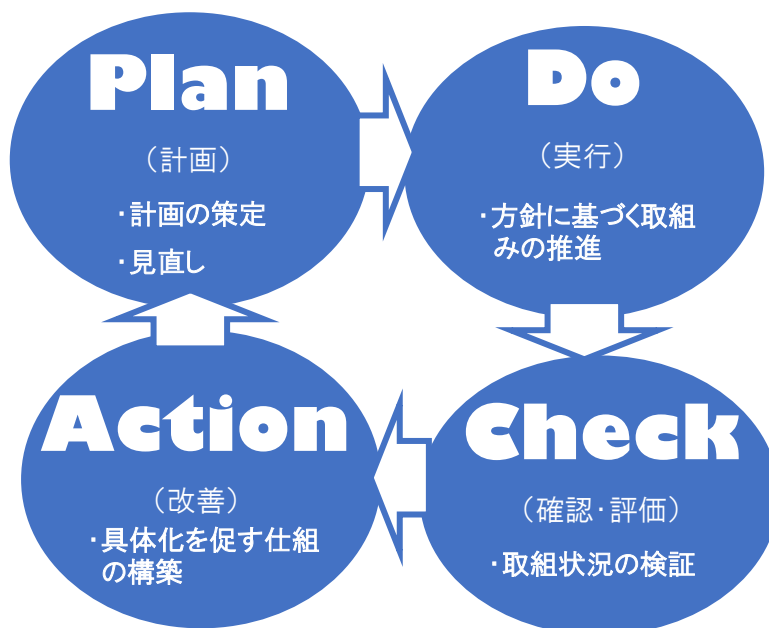 Plan
（計画）
・計画の策定
・見直し
Do
（実行）
・方針に基づく取組
みの推進
Action
（改善）
・具体化を促す仕組
の構築
Check
（確認・評価）
・取組状況の検証